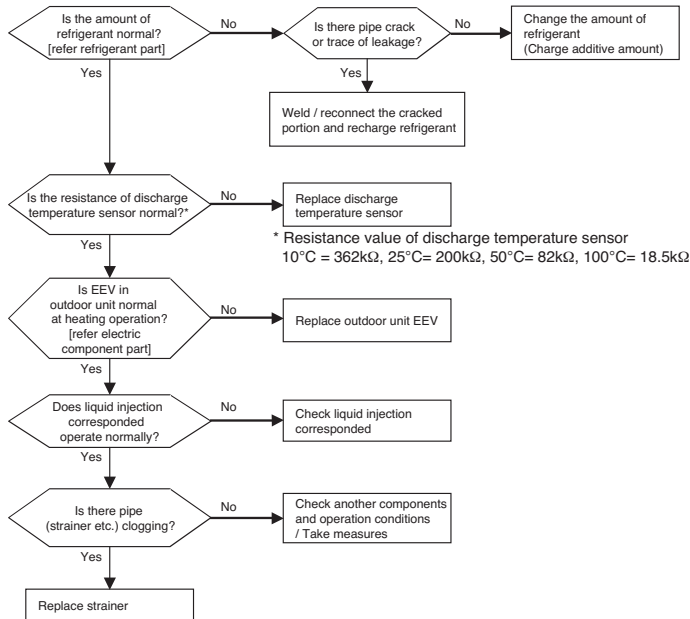 Is the amount of
refrigerant normal?
[refer refrigerant part]
No
Is there pipe crack
or trace of leakage?
No
Change the amount of
refrigerant
(Charge additive amount)
Yes
Yes
Weld / reconnect the cracked
portion and recharge refrigerant
Is the resistance of discharge
temperature sensor normal?*
No
Replace discharge
temperature sensor
* Resistance value of discharge temperature sensor
10°C = 362kΩ, 25°C= 200kΩ, 50°C= 82kΩ, 100°C= 18.5kΩ
Yes
Is EEV in
outdoor unit normal
at heating operation?
[refer electric
component part]
No
Replace outdoor unit EEV
Yes
Does liquid injection
corresponded
operate normally?
No
Check liquid injection
corresponded
Yes
Is there pipe
(strainer etc.) clogging?
No
Check another components
and operation conditions
/ Take measures
Yes
Replace strainer